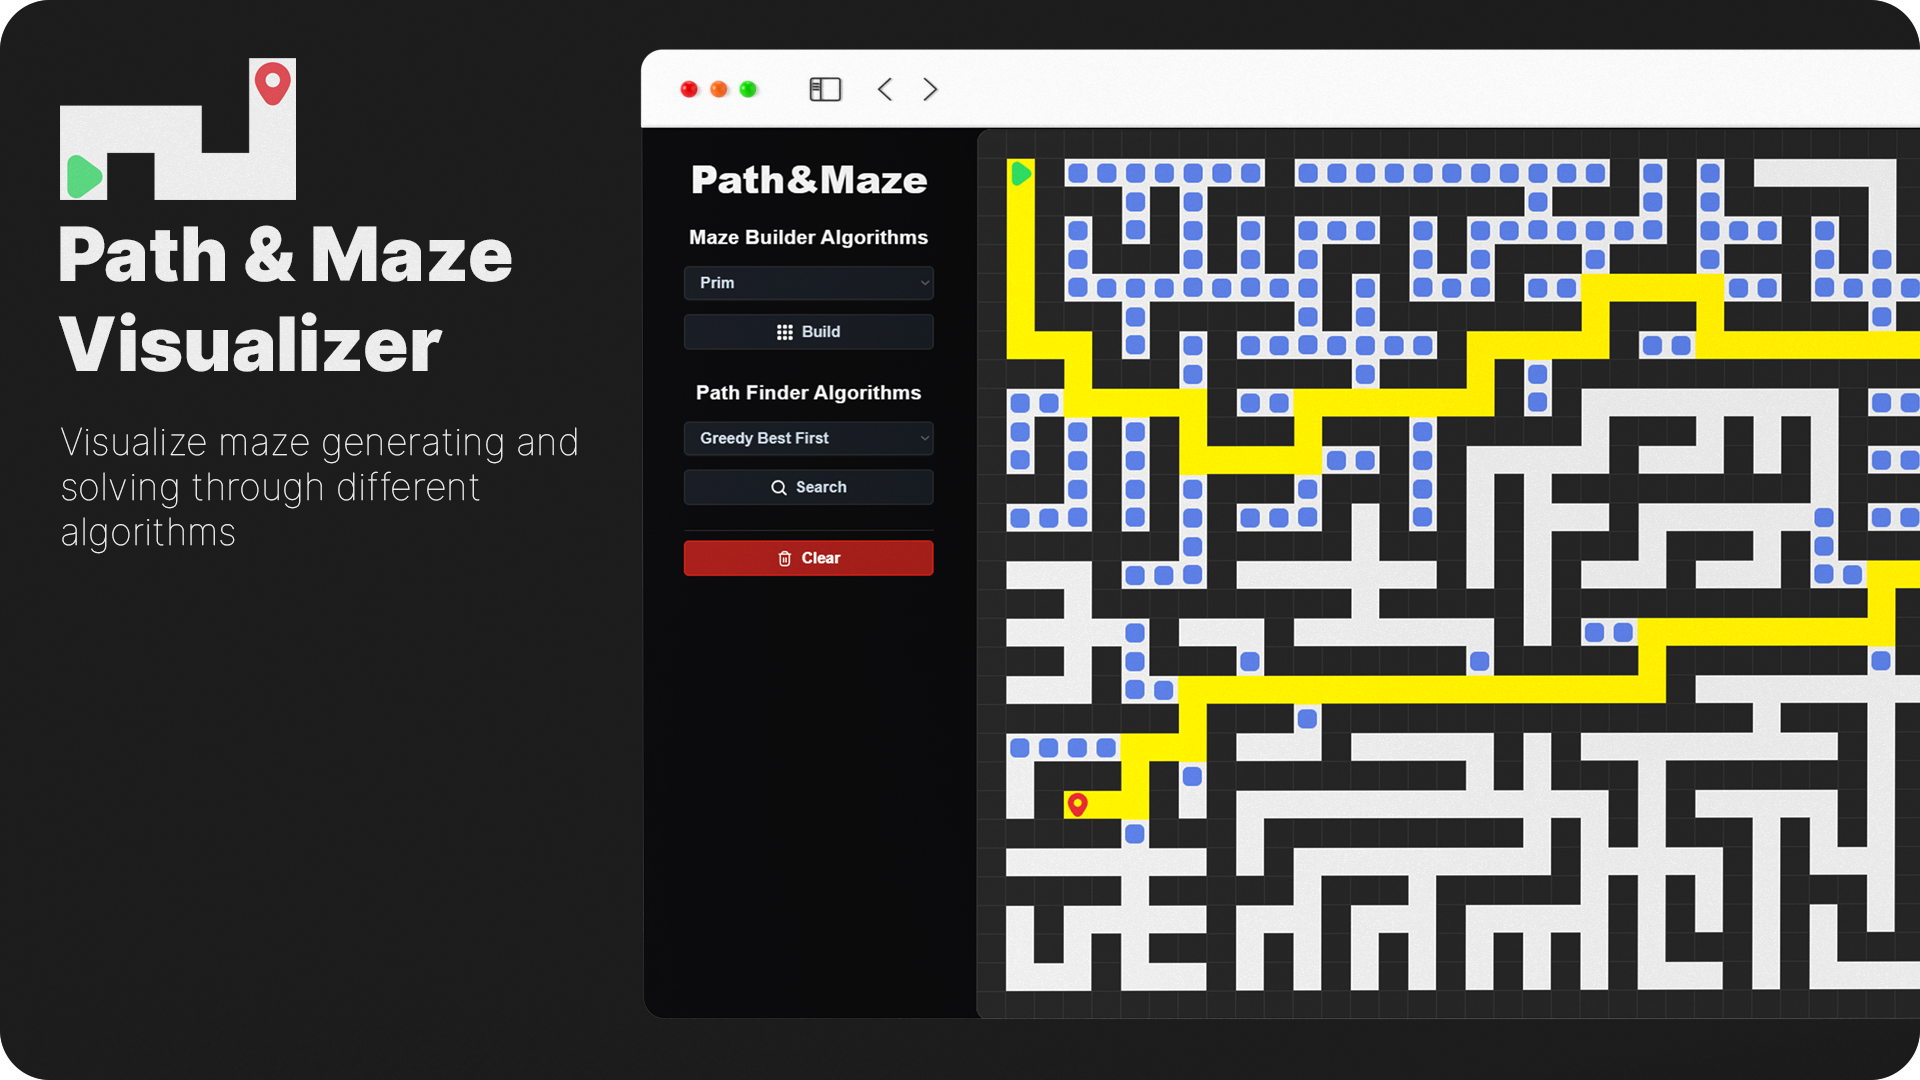 Path & Maze
Visualizer
Visualize maze generating and
solving through different
algorithms
Path&Maze
Maze Builder Algorithms
Prim
Build
Path Finder Algorithms
Greedy Best First
Search
Clear